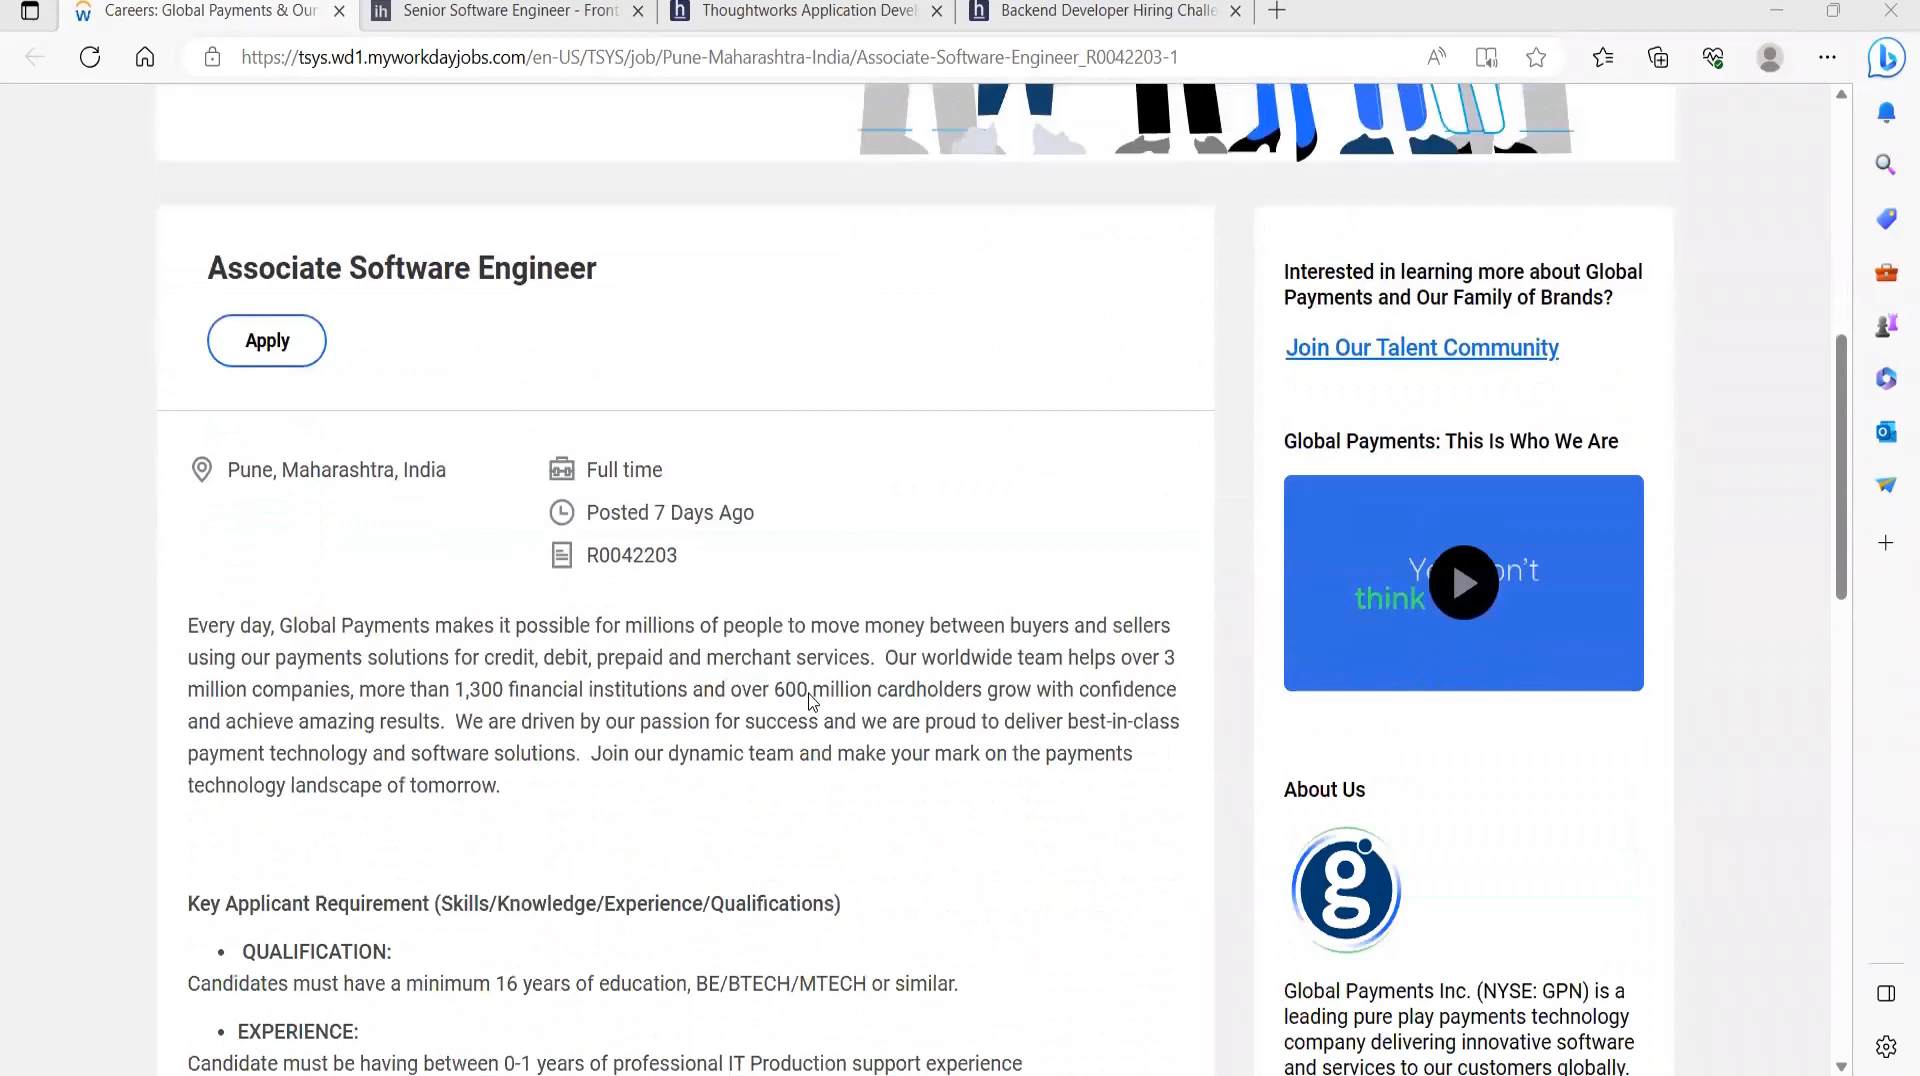 Careers: Global Payments & Our
Senior Software Engineer - Front
Thoughtworks Application Devel
Backend Developer Hiring Challe
https://tsys.wd1.myworkdayjobs.com/en-US/TSYS/job/Pune-Maharashtra-India/Associate-Software-Engineer_R0042203-1
Associate Software Engineer
Apply
Pune, Maharashtra, India
Full time
Posted 7 Days Ago
R0042203
Every day, Global Payments makes it possible for millions of people to move money between buyers and sellers
using our payments solutions for credit, debit, prepaid and merchant services. Our worldwide team helps over 3
million companies, more than 1,300 financial institutions and over 600 million cardholders grow with confidence
and achieve amazing results. We are driven by our passion for success and we are proud to deliver best-in-class
payment technology and software solutions. Join our dynamic team and make your mark on the payments
technology landscape of tomorrow.
Key Applicant Requirement (Skills/Knowledge/Experience/Qualifications)
• QUALIFICATION:
Candidates must have a minimum 16 years of education, BE/BTECH/MTECH or similar.
• EXPERIENCE:
Candidate must be having between 0-1 years of professional IT Production support experience
Interested in learning more about Global
Payments and Our Family of Brands?
Join Our Talent Community
Global Payments: This Is Who We Are
think
About Us
g
Global Payments Inc. (NYSE: GPN) is a
leading pure play payments technology
company delivering innovative software
and services to our customers globally.